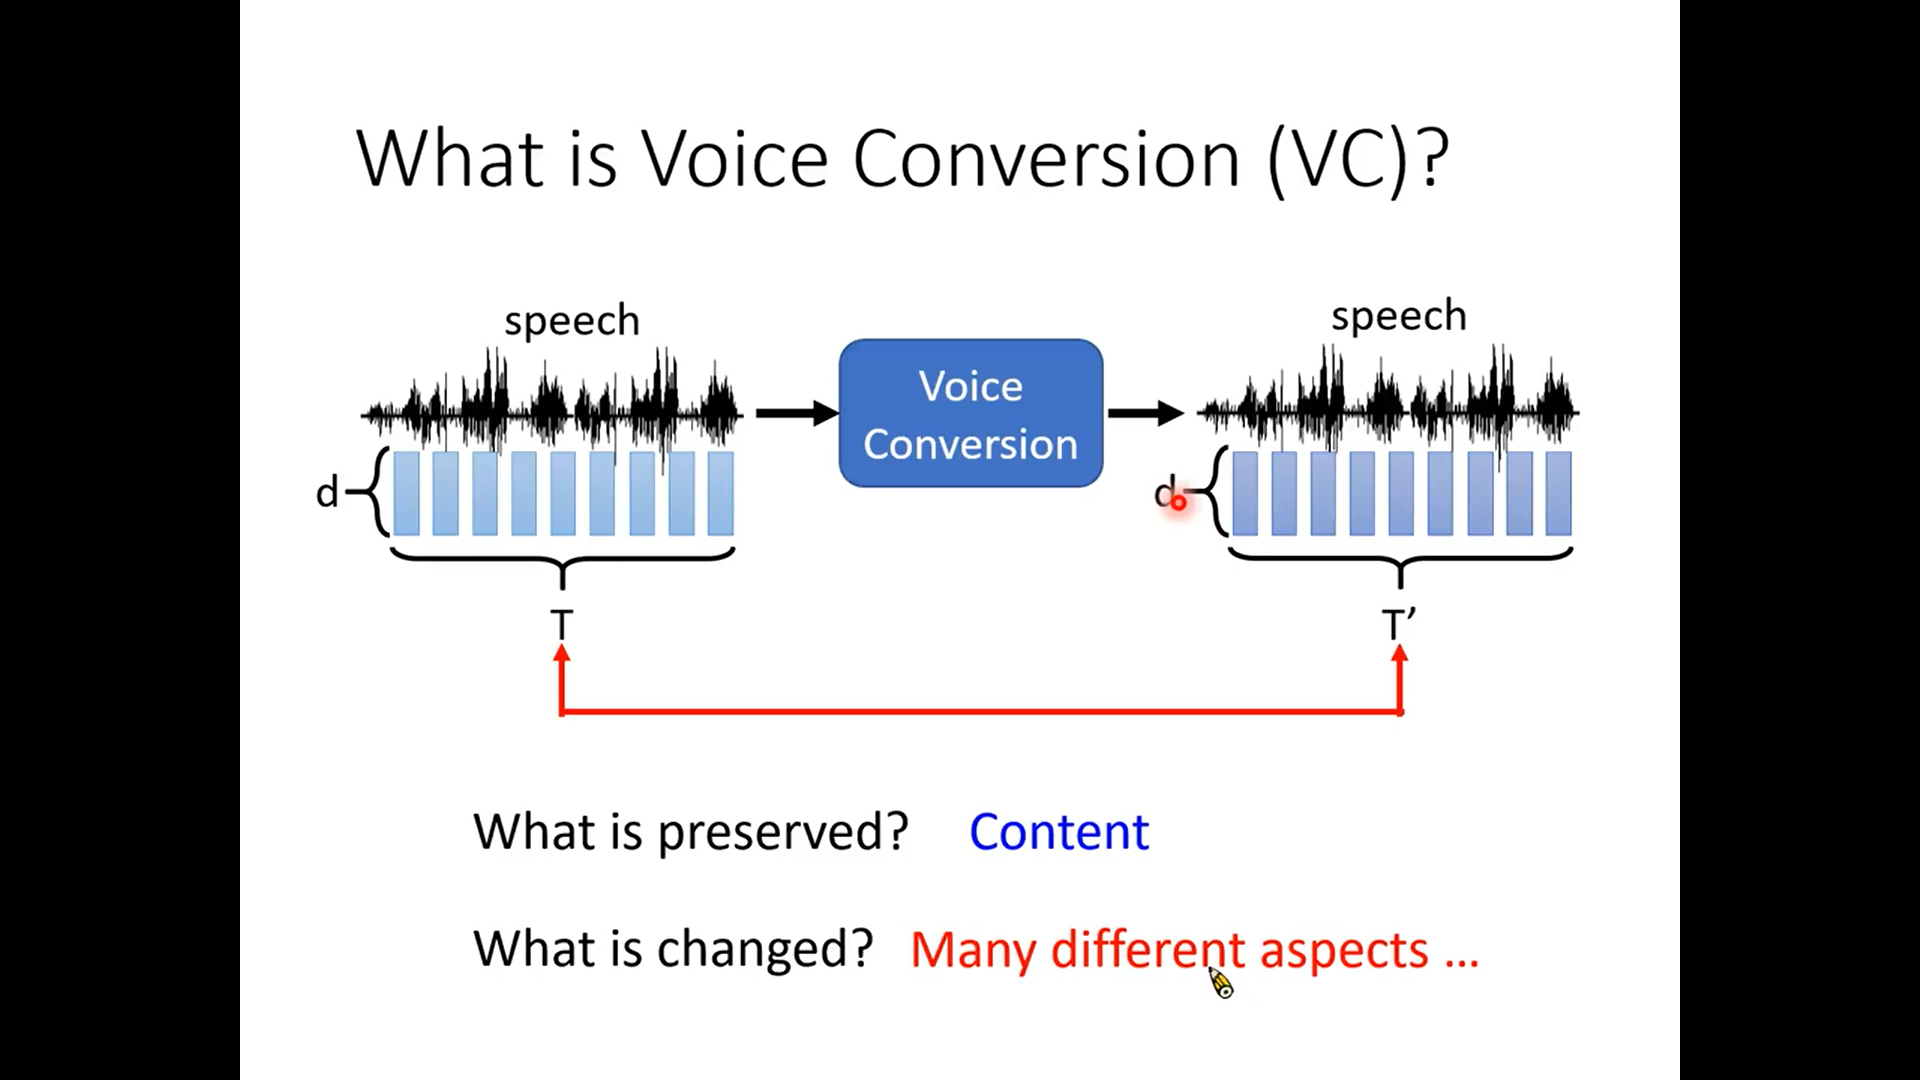 What is Voice Conversion (VC)?
speech
speech
Voice
Conversion
d
d
T
T’
What is preserved? Content
What is changed? Many different aspects ...